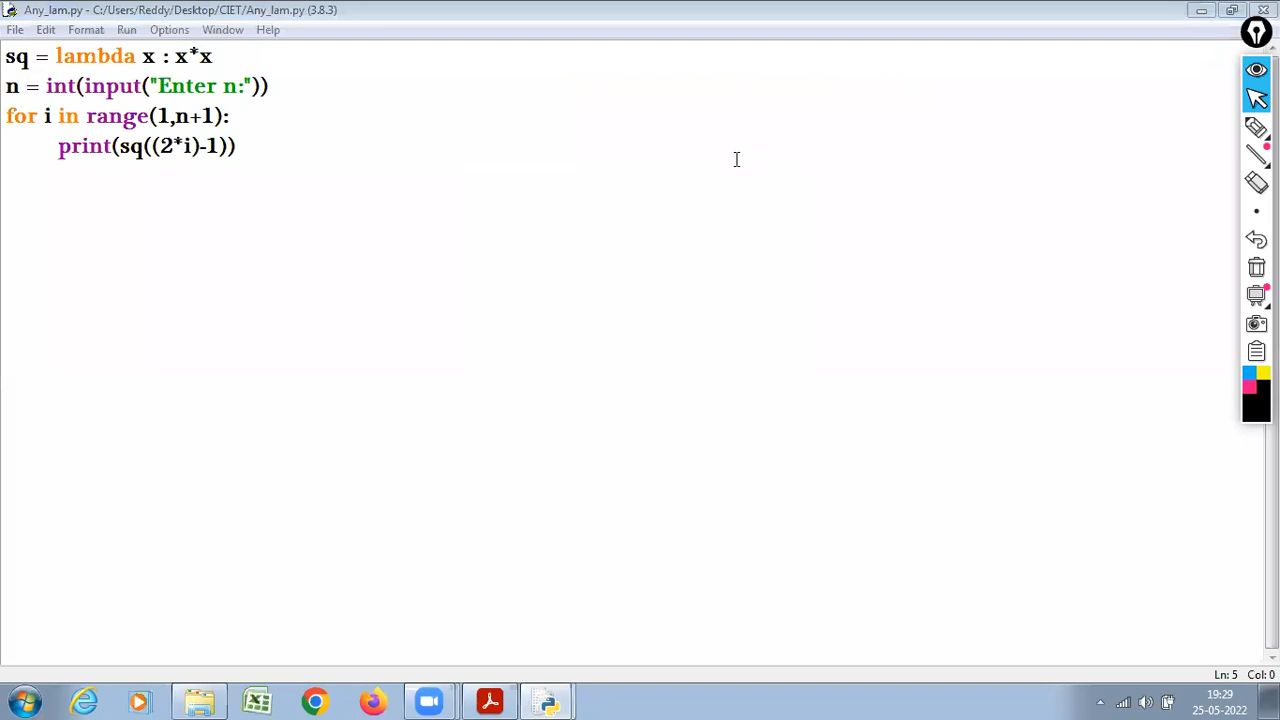 Any_lam.py - C:/Users/Reddy/Desktop/CIET/Any_lam.py (3.8.3)
File Edit Format Run Options Window Help
sq = lambda x : x*x
n = int(input("Enter n:"))
for i in range(1,n+1):
print(sq((2*i)-1))
Ln: 5 Col: 0
19:29
25-05-2022